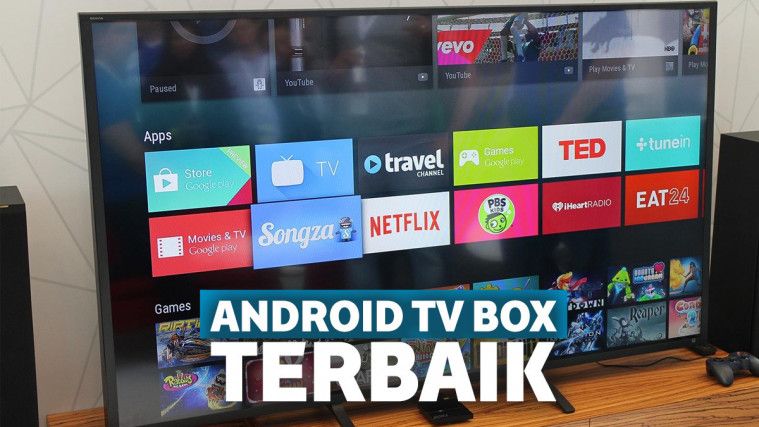 vevo
HBO
Paused
YouTube
YouTube
Play Movies & TV
Apps
Store
Google play
TV
travel
CHANNEL
Games
Google play
TED
tunein
Movies & TV
Google play
Songza
NETFLIX
PBS
KIDS
iHeartRADIO
EAT24
Games
Reaper
ANDROID TV BOX
TERBAIK